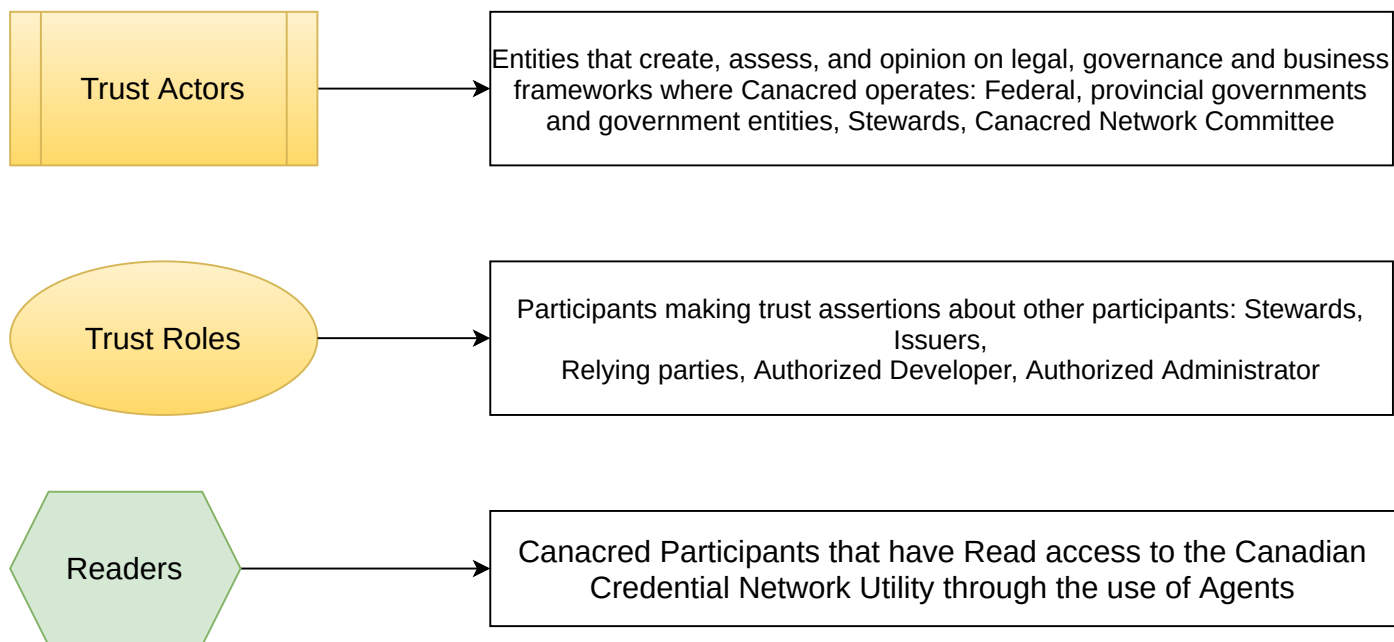 Trust Actors
Entities that create, assess, and opinion on legal, governance and business
frameworks where Canacred operates: Federal, provincial governments
and government entities, Stewards, Canacred Network Committee
Trust Roles
Participants making trust assertions about other participants: Stewards,
Issuers,
Relying parties, Authorized Developer, Authorized Administrator
Readers
Canacred Participants that have Read access to the Canadian
Credential Network Utility through the use of Agents